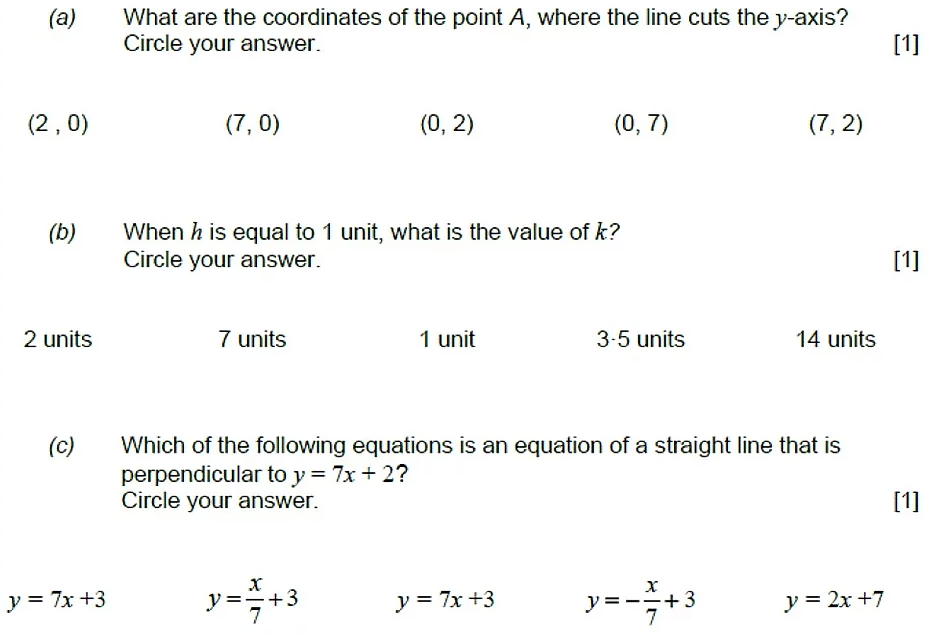 (a) What are the coordinates of the point A, where the line cuts the y-axis?
Circle your answer. [1]
(2 , 0) (7, 0) (0, 2) (0, 7) (7, 2)
(b) When h is equal to 1 unit, what is the value of k?
Circle your answer. [1]
2 units 7 units 1 unit 3·5 units 14 units
(c) Which of the following equations is an equation of a straight line that is
perpendicular to y = 7x + 2?
Circle your answer. [1]
y = 7x +3 y = x/7 + 3 y = 7x +3 y = − x/7 + 3 y = 2x +7